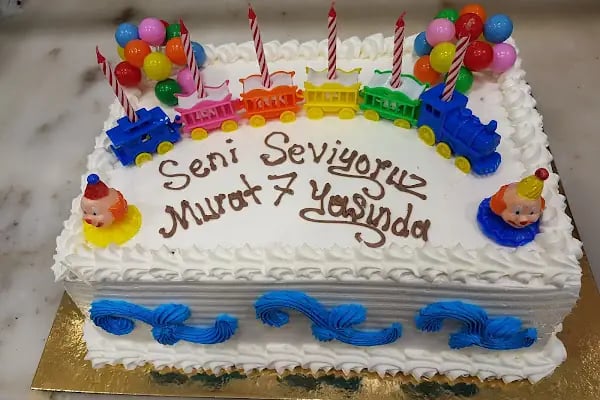 Seni Seviyoruz
Murat 7 Yaşında